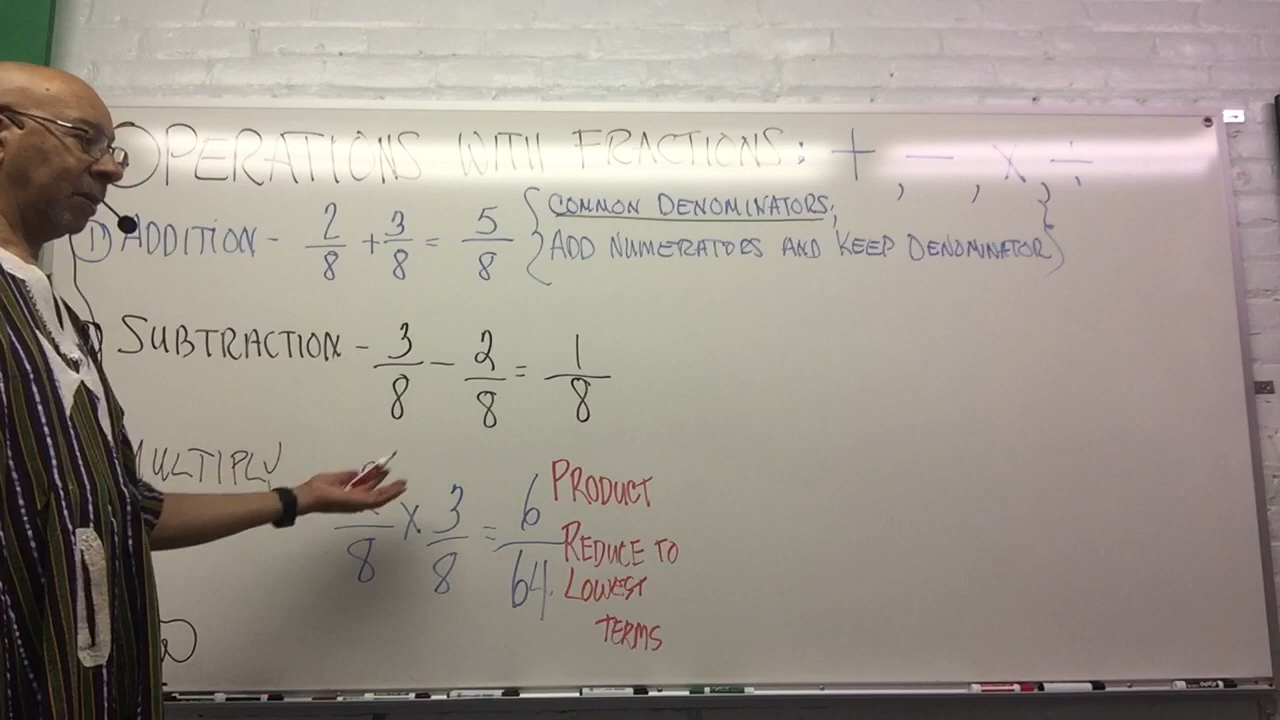 OPERATIONS WITH FRACTIONS: + , - , x , ÷
1) ADDITION - 2/8 + 3/8 = 5/8 {COMMON DENOMINATORS;
ADD NUMERATORS AND KEEP DENOMINATOR}
SUBTRACTION - 3/8 - 2/8 = 1/8
MULTIPLY
/8 x 3/8 = 6/64 PRODUCT
REDUCE TO
LOWEST
TERMS